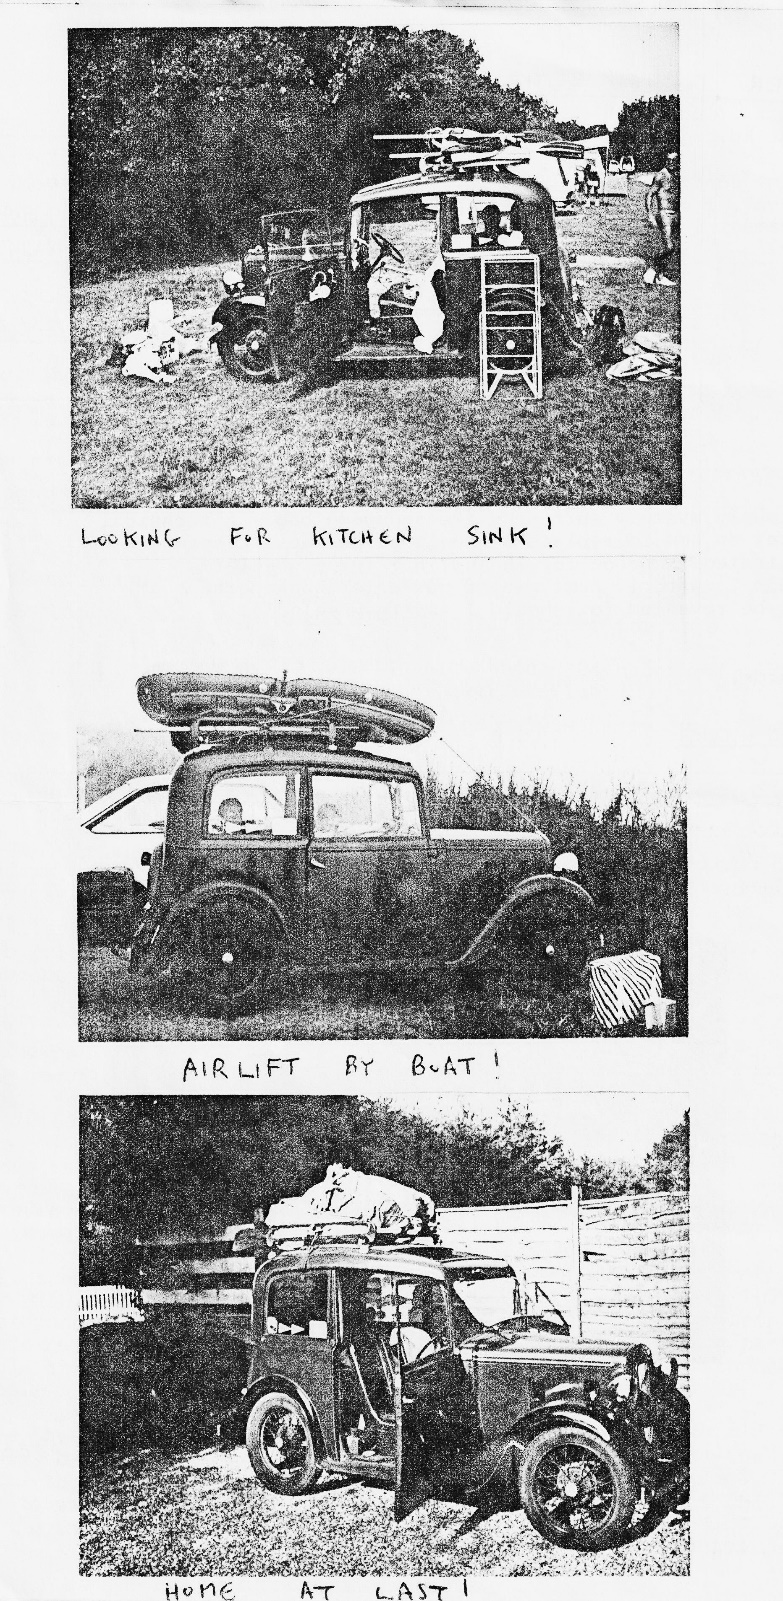 LOOKING FOR KITCHEN SINK!
AIRLIFT BY BOAT!
HOME AT LAST!